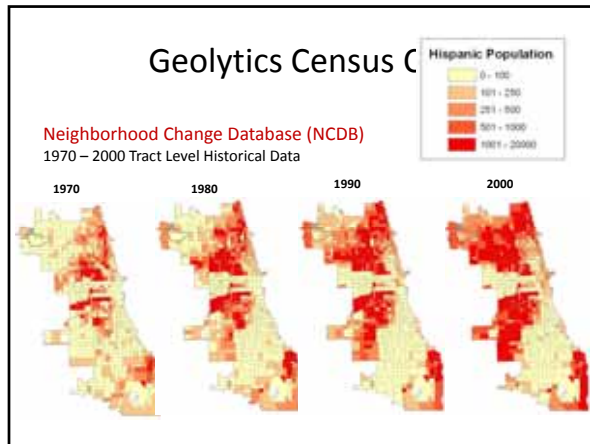 Geolytics Census C
Hispanic Population
0 - 100
101 - 250
251 - 500
501 - 1000
1001 - 20000
Neighborhood Change Database (NCDB)
1970 – 2000 Tract Level Historical Data
1970
1980
1990
2000